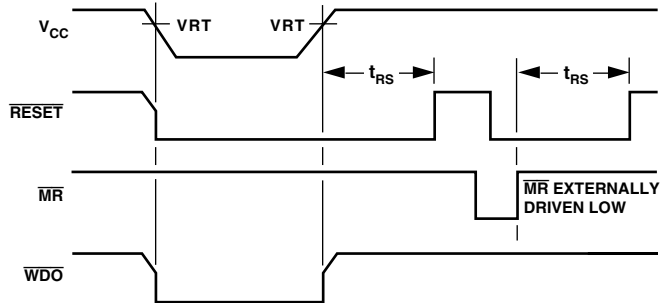 VCC
VRT
VRT
tRS
tRS
RESET
MR
MR EXTERNALLY
DRIVEN LOW
WDO